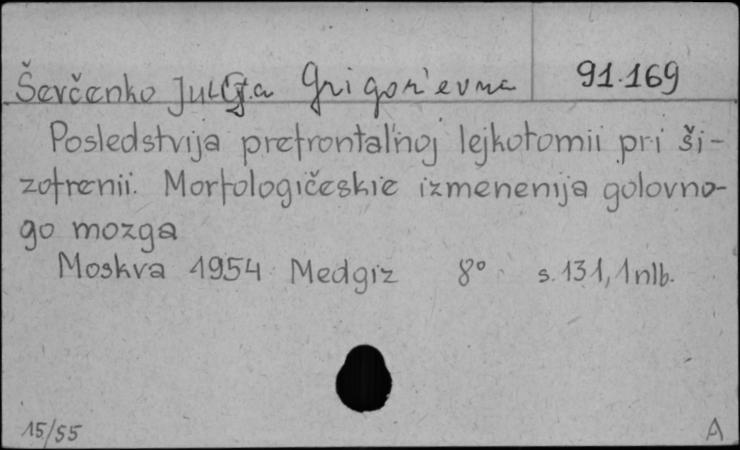 Ševčenko Julija Grigor'evna 91.169
Posledstvija prefrontal'noj lejkotomii pri ši-
zofrenii. Morfologičeskie izmenenija golovno-
go mozga
Moskva 1954 Medgiz 8° s. 131, 1 nlb.
15/55 A